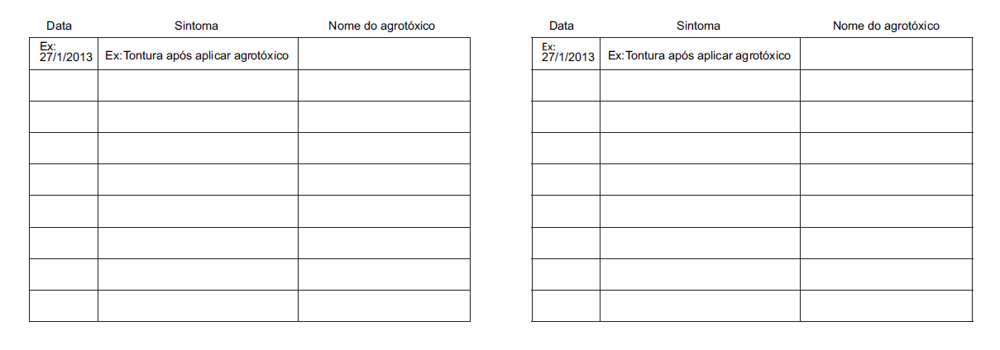 Data Sintoma Nome do agrotóxico
Ex:
27/1/2013 Ex:Tontura após aplicar agrotóxico
Data Sintoma Nome do agrotóxico
Ex:
27/1/2013 Ex:Tontura após aplicar agrotóxico